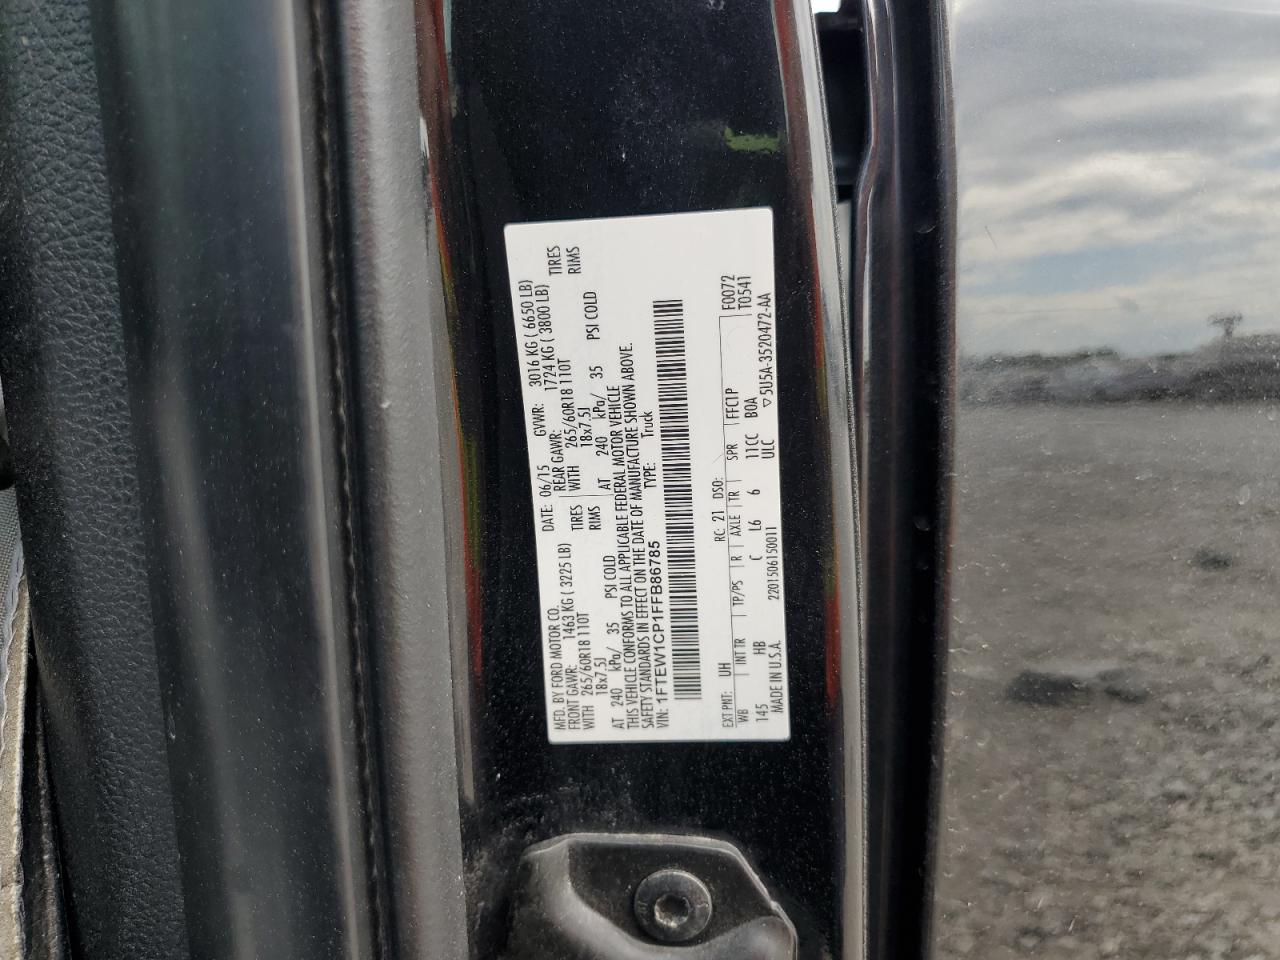 MFD. BY FORD MOTOR CO.
DATE: 06/15 GVWR: 3016 KG ( 6650 LB)
FRONT GAWR: 1463 KG ( 3225 LB) REAR GAWR: 1724 KG ( 3800 LB)
WITH 265/60R18 110T TIRES WITH 265/60R18 110T TIRES
18x7.5J RIMS 18x7.5J RIMS
AT 240 kPa/ 35 PSI COLD AT 240 kPa/ 35 PSI COLD
THIS VEHICLE CONFORMS TO ALL APPLICABLE FEDERAL MOTOR VEHICLE
SAFETY STANDARDS IN EFFECT ON THE DATE OF MANUFACTURE SHOWN ABOVE.
VIN: 1FTEW1CP1FFB86785 TYPE: Truck
EXT PNT: UH RC: 21 DSO: F0072
WB INT TR TP/PS R AXLE TR SPR FFC1P T0541
145 HB C L6 6 11CC BOA
MADE IN U.S.A. 2201506150011 ULC ▽5U5A-3520472-AA